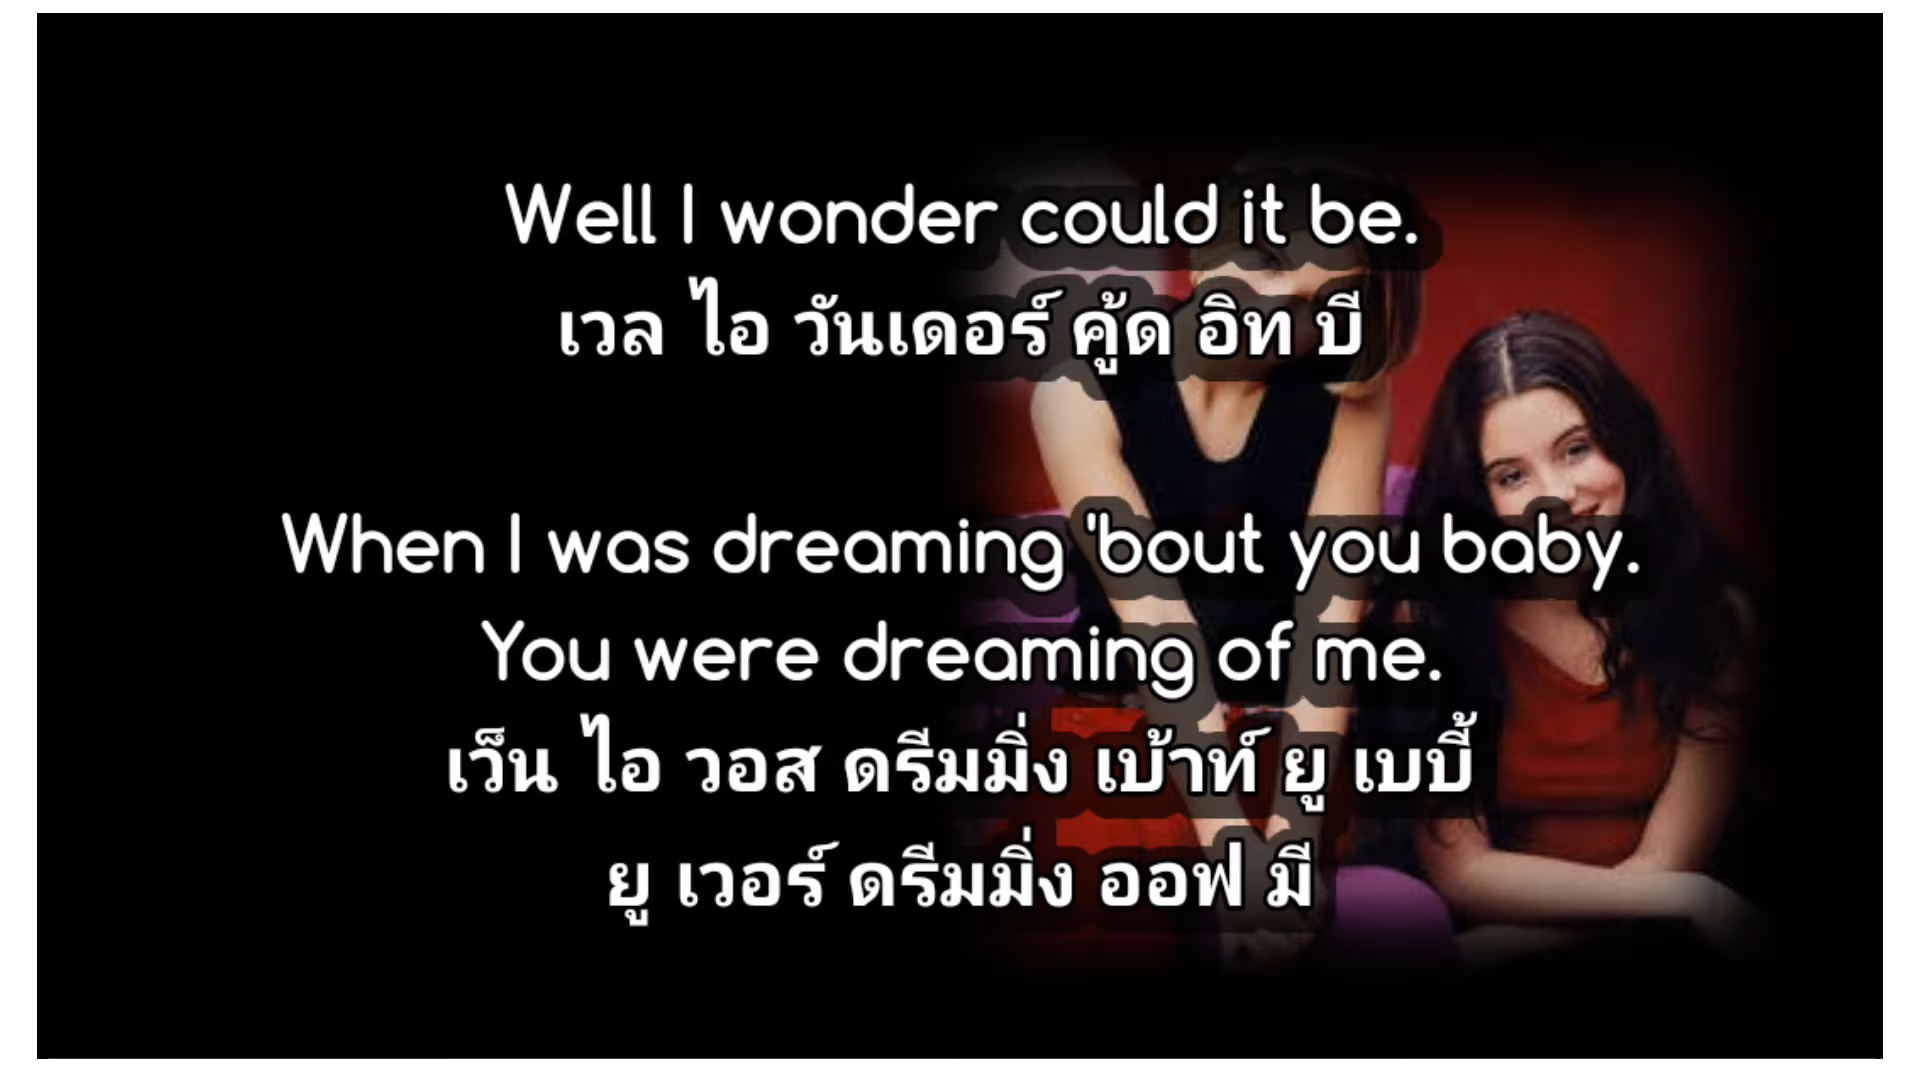 Well I wonder could it be.
เวล ไอ วันเดอร์ คู้ด อิท บี
When I was dreaming 'bout you baby.
You were dreaming of me.
เว็น ไอ วอส ดรีมมิ่ง เบ้าท์ ยู เบบี้
ยู เวอร์ ดรีมมิ่ง ออฟ มี